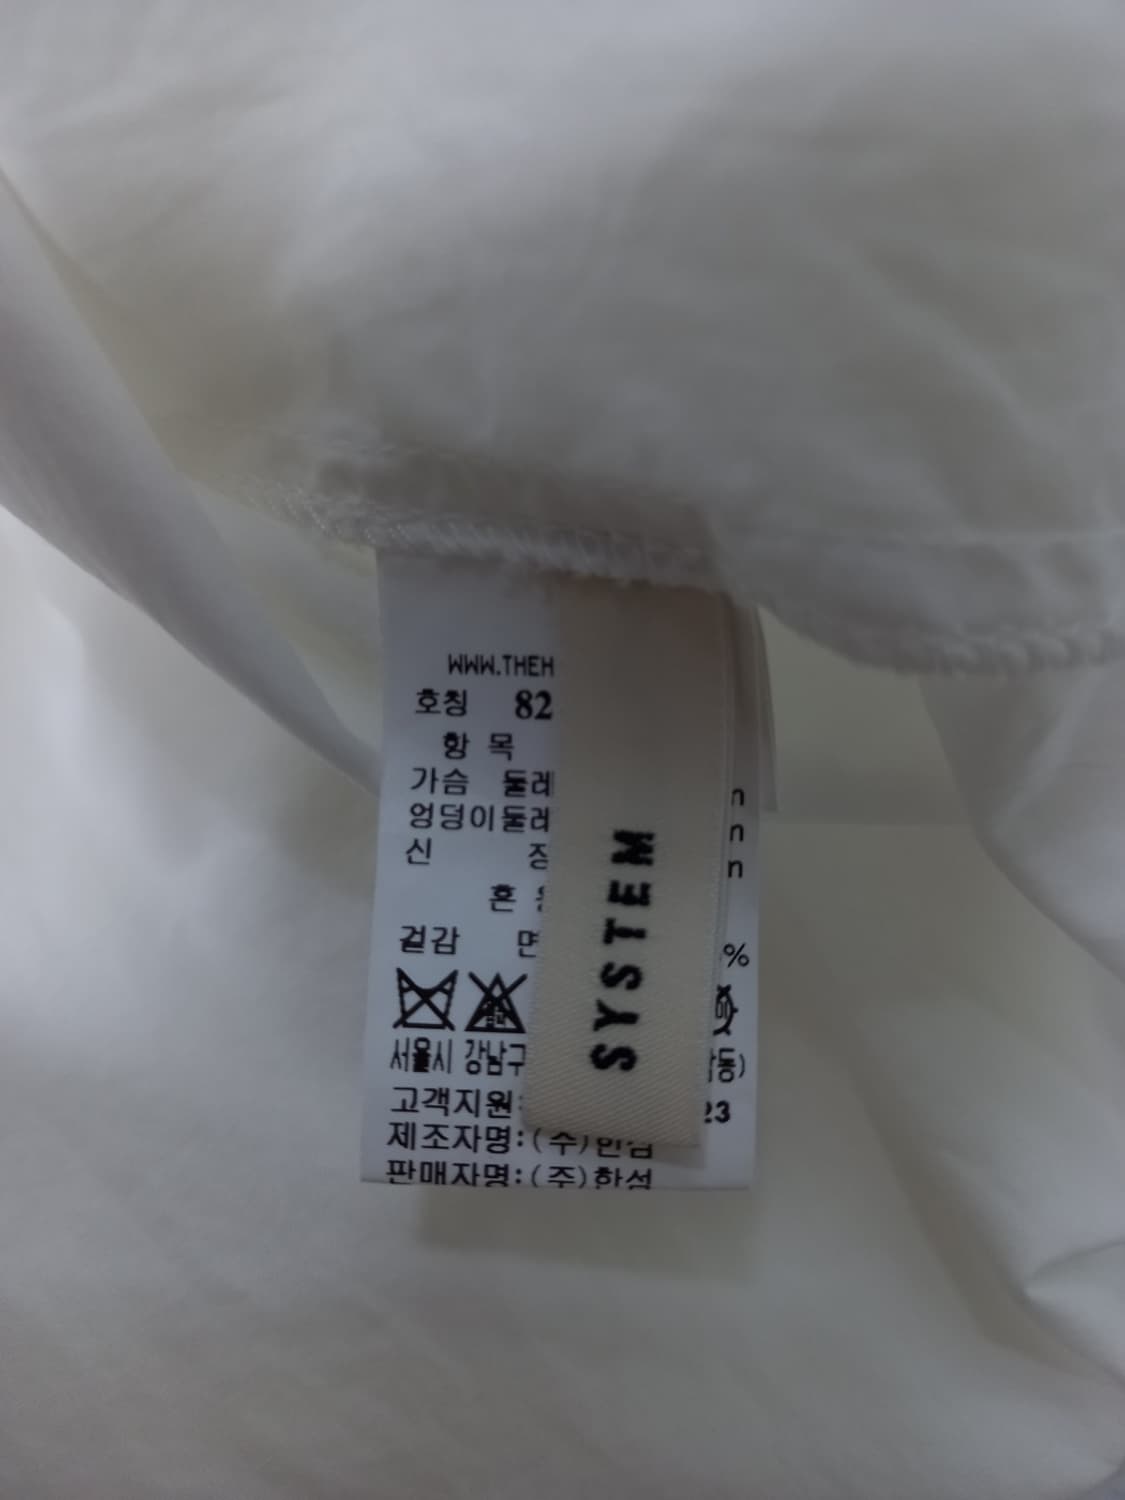 WWW.THEH
호칭 82
항 목
가슴 둘레
엉덩이둘레
신 장
혼
겉감 면
%
서울시 강남구
동)
고객지원:
23
제조자명:(주)한섬
판매자명:(주)한섬
SYSTEM